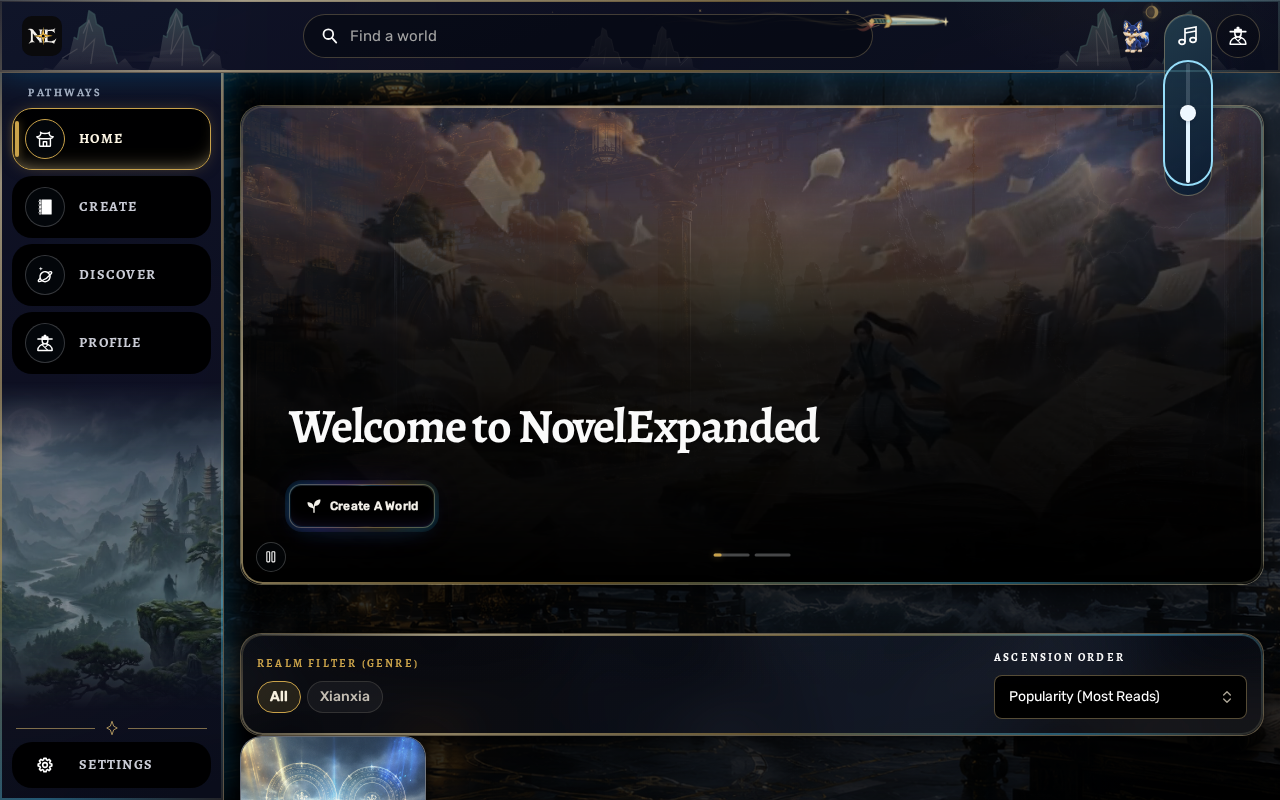 NE
Find a world
PATHWAYS
HOME
CREATE
DISCOVER
PROFILE
SETTINGS
Welcome to NovelExpanded
Create A World
REALM FILTER (GENRE)
All
Xianxia
ASCENSION ORDER
Popularity (Most Reads)